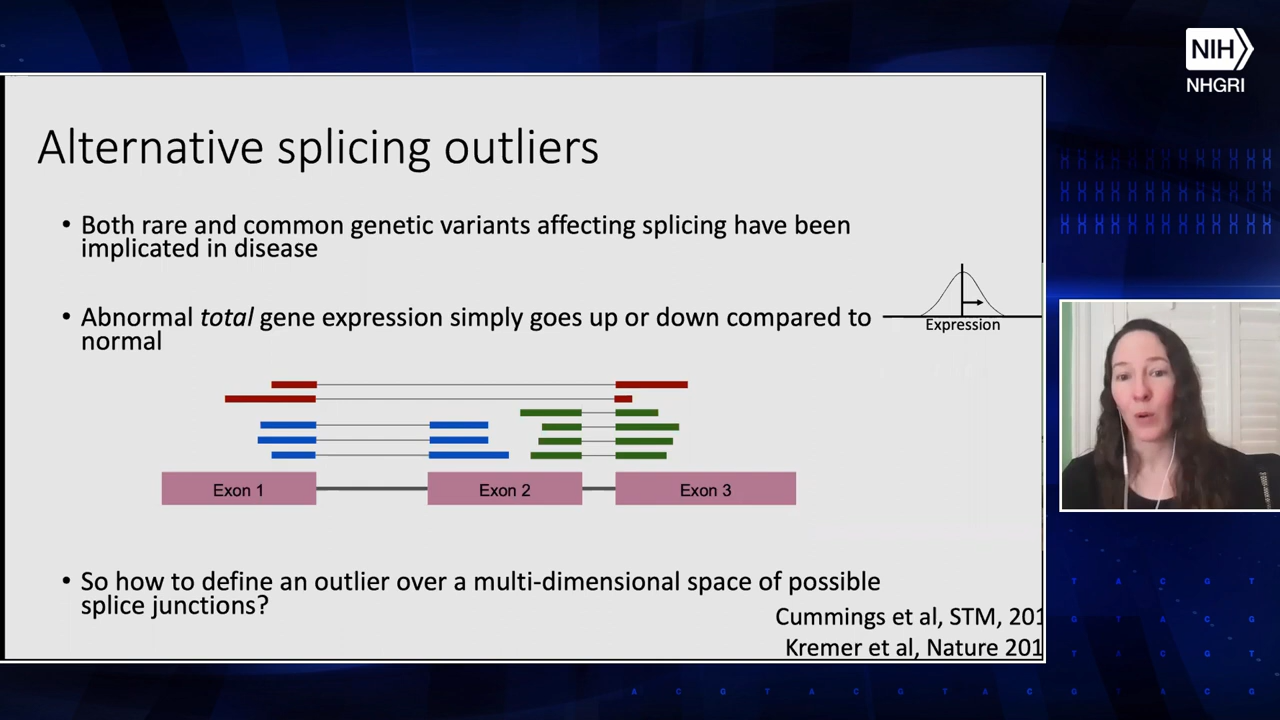 NIH
NHGRI
Alternative splicing outliers
• Both rare and common genetic variants affecting splicing have been
implicated in disease
• Abnormal total gene expression simply goes up or down compared to
normal
Expression
Exon 1
Exon 2
Exon 3
• So how to define an outlier over a multi-dimensional space of possible
splice junctions?
Cummings et al, STM, 201
Kremer et al, Nature 201
T A C G T
G T A C G
T A C G T
A C G T A C G T A C G T A C G T